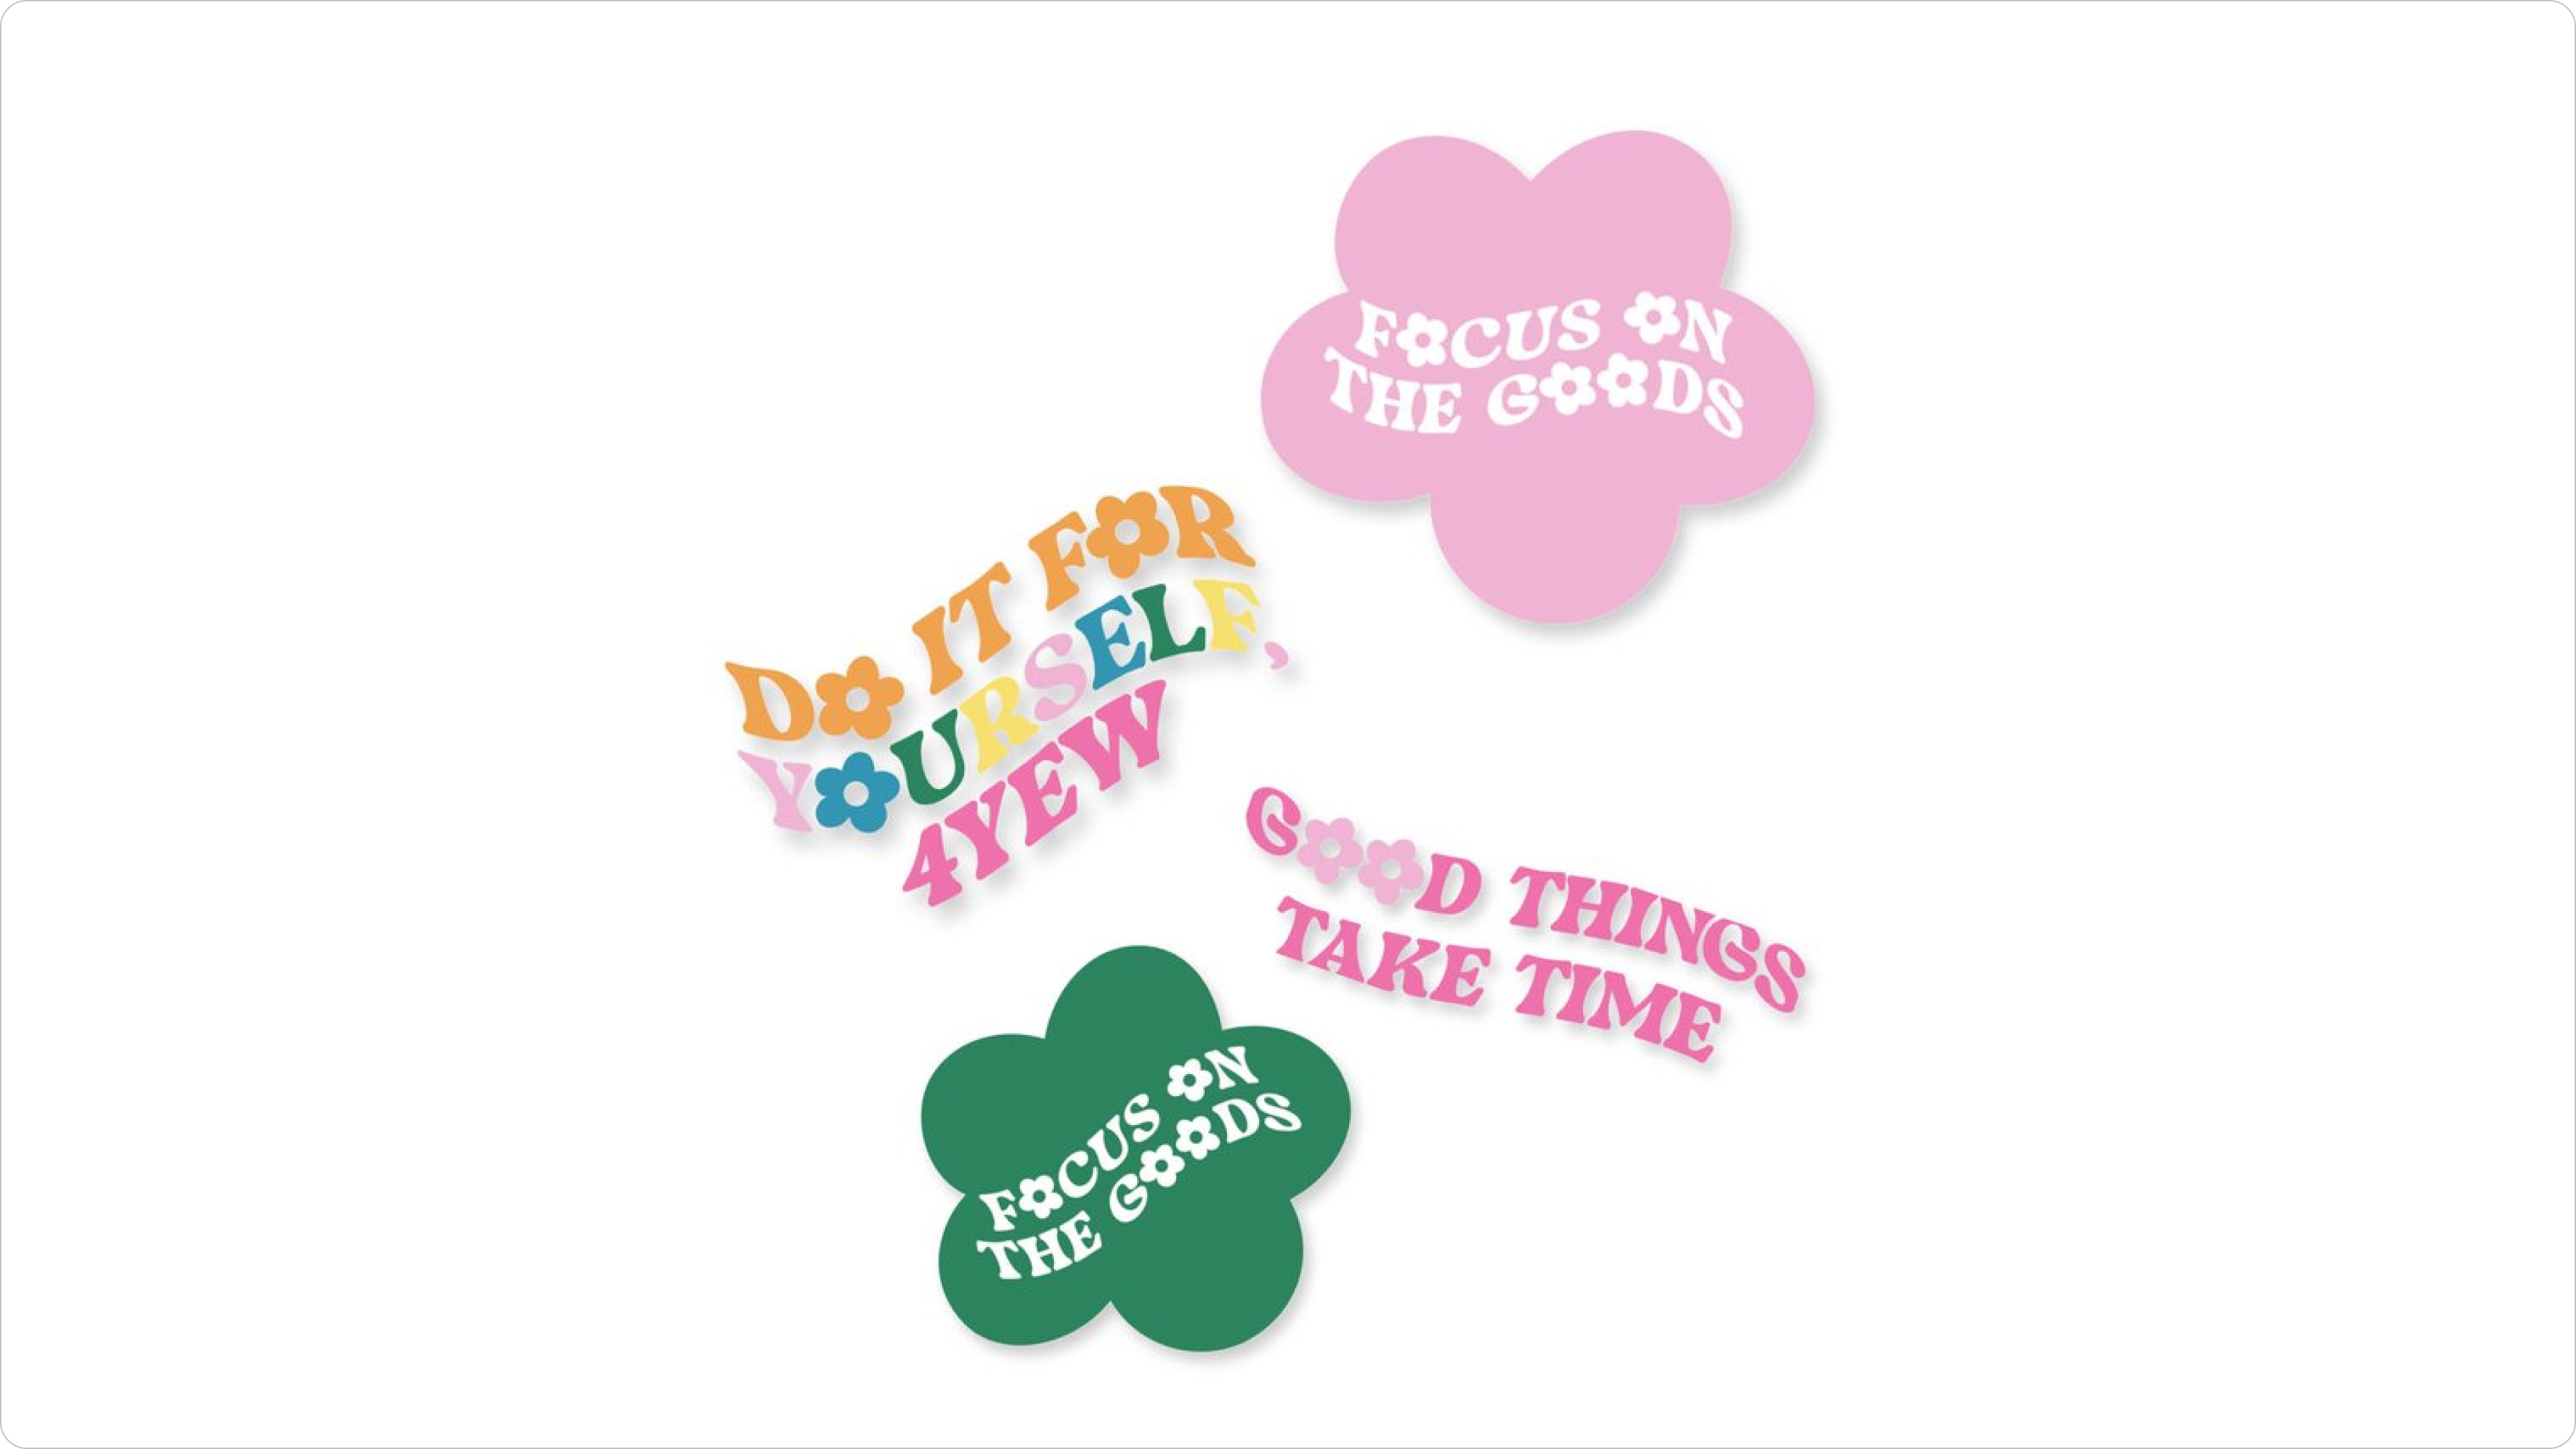 FOCUS ON
THE GOODS
DO IT FOR
YOURSELF,
4YEW
GOOD THINGS
TAKE TIME
FOCUS ON
THE GOODS